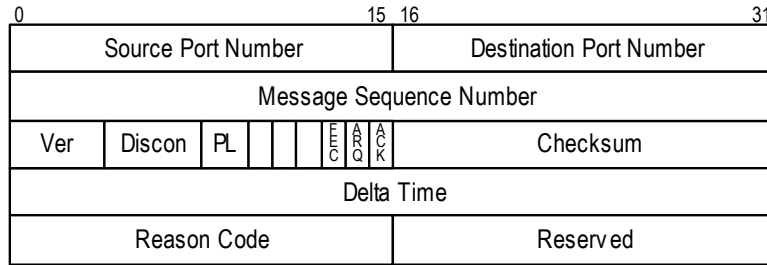 0 15 16 31
Source Port Number Destination Port Number
Message Sequence Number
Ver Discon PL FEC ARQ ACK Checksum
Delta Time
Reason Code Reserved